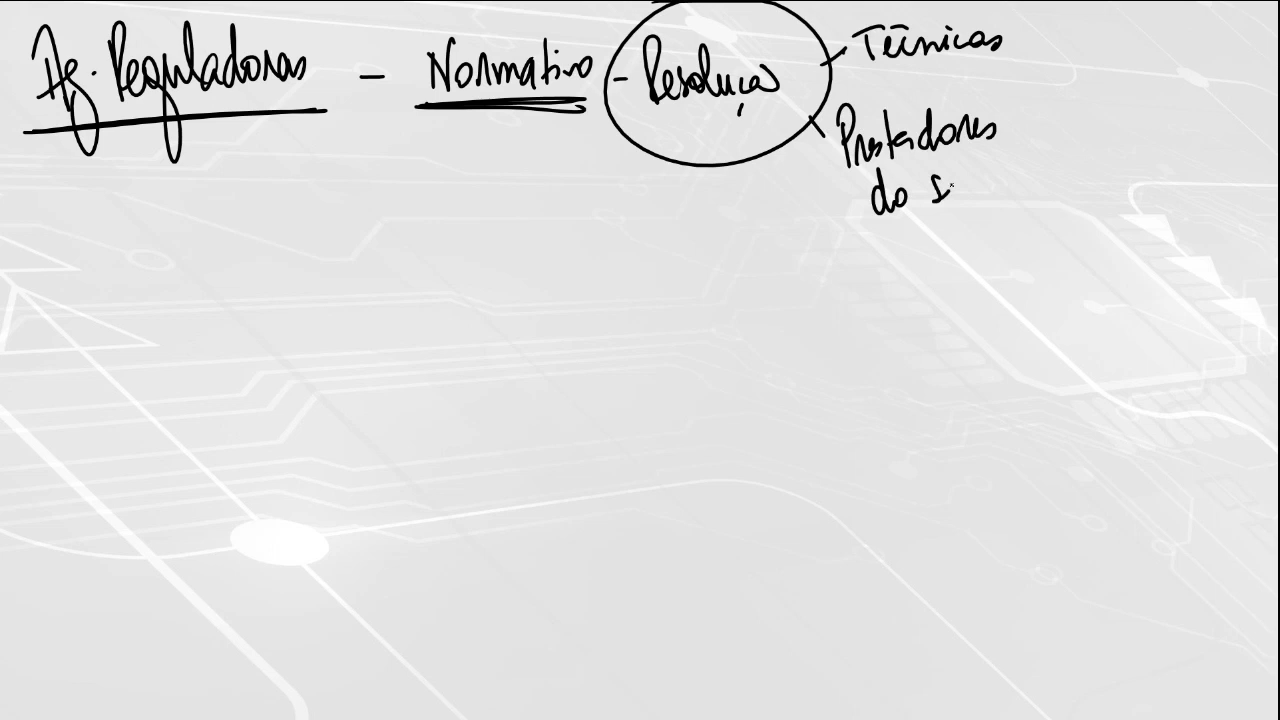 Ag. Reguladoras - Normativo - Resolução - Técnicas
Prestadores
do s